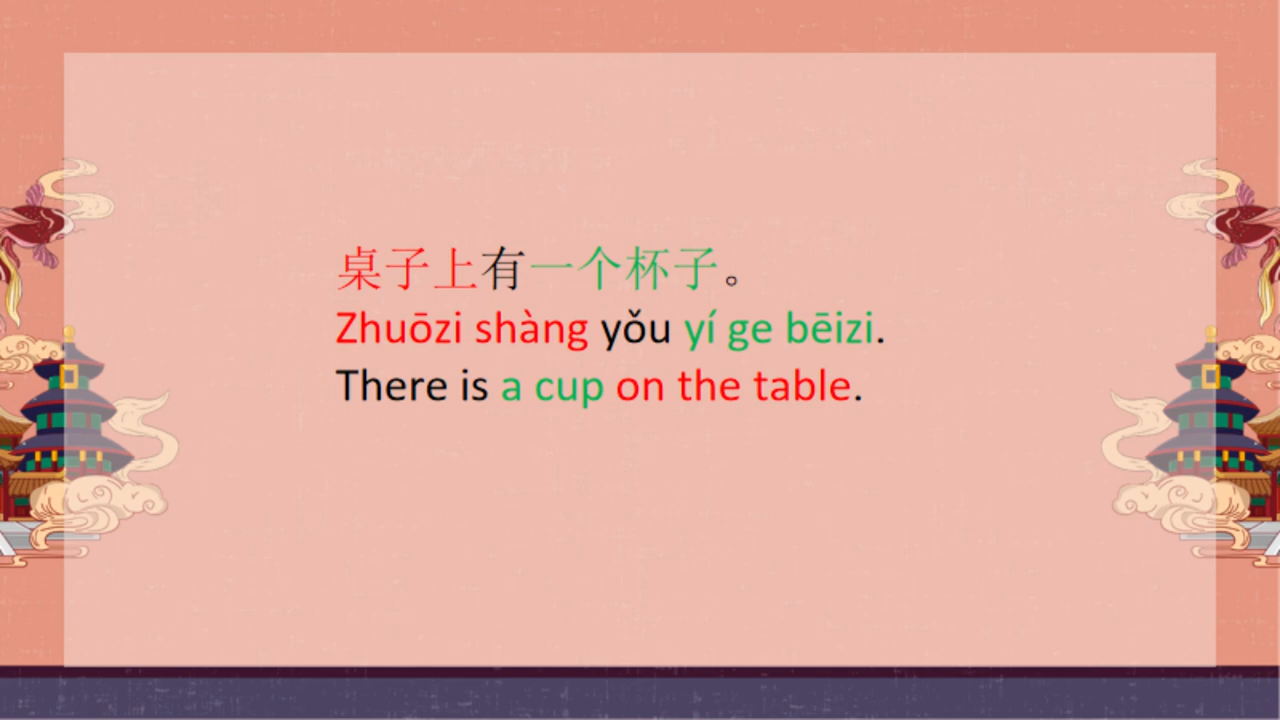 桌子上有一个杯子。
Zhuōzi shàng yǒu yí ge bēizi.
There is a cup on the table.